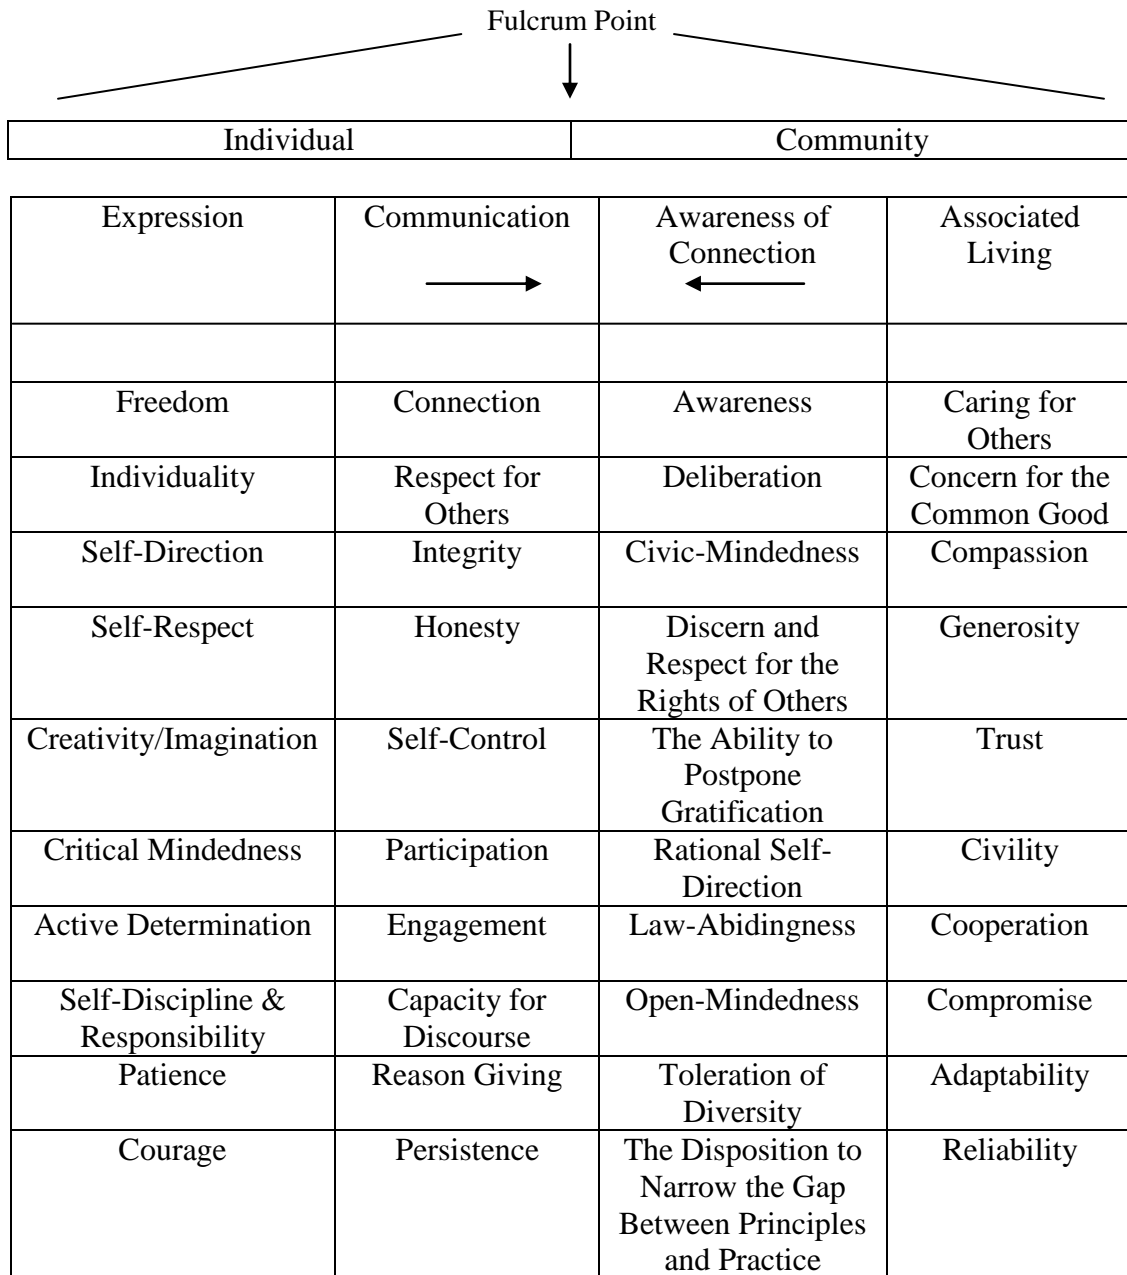 Fulcrum Point
Individual
Community
Expression
Communication
Awareness of
Connection
Associated
Living
Freedom
Connection
Awareness
Caring for
Others
Individuality
Respect for
Others
Deliberation
Concern for the
Common Good
Self-Direction
Integrity
Civic-Mindedness
Compassion
Self-Respect
Honesty
Discern and
Respect for the
Rights of Others
Generosity
Creativity/Imagination
Self-Control
The Ability to
Postpone
Gratification
Trust
Critical Mindedness
Participation
Rational Self-
Direction
Civility
Active Determination
Engagement
Law-Abidingness
Cooperation
Self-Discipline &
Responsibility
Capacity for
Discourse
Open-Mindedness
Compromise
Patience
Reason Giving
Toleration of
Diversity
Adaptability
Courage
Persistence
The Disposition to
Narrow the Gap
Between Principles
and Practice
Reliability